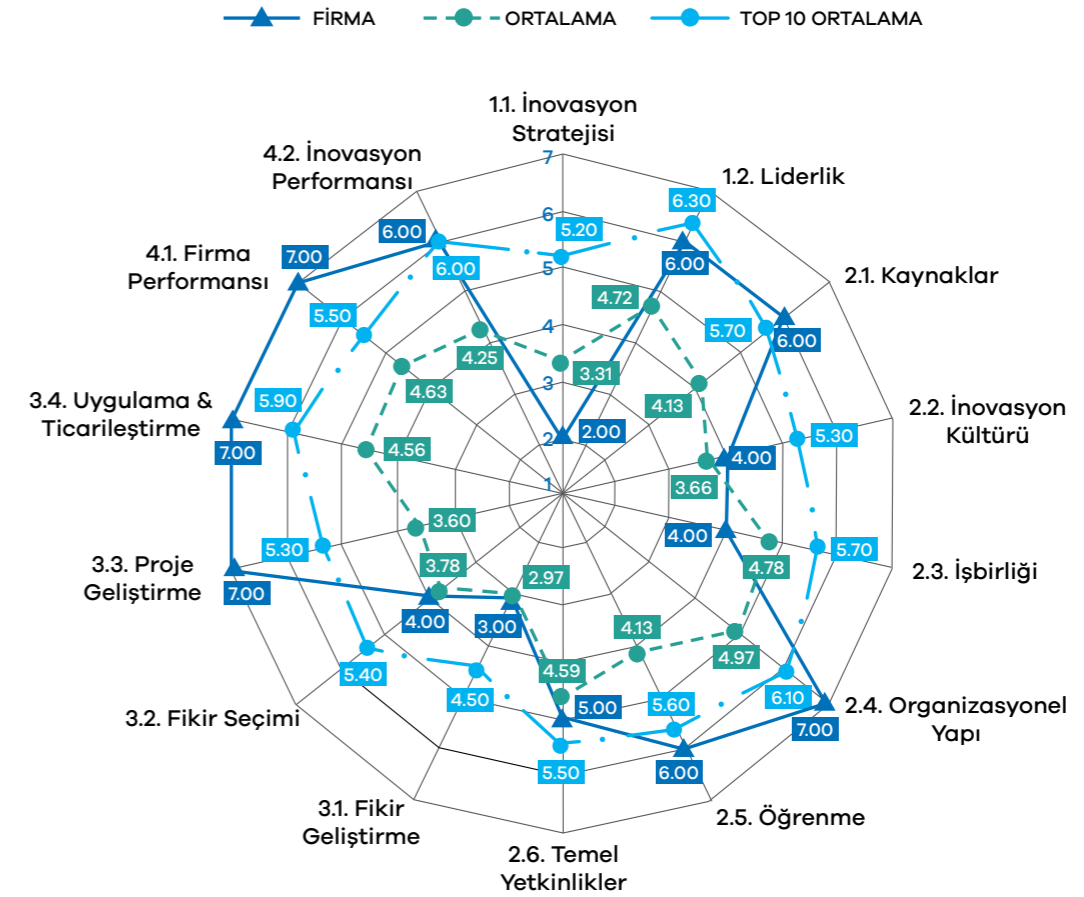 FİRMA
ORTALAMA
TOP 10 ORTALAMA
1.1. İnovasyon
Stratejisi
4.2. İnovasyon
Performansı
1.2. Liderlik
4.1. Firma
Performansı
2.1. Kaynaklar
3.4. Uygulama &
Ticarileştirme
2.2. İnovasyon
Kültürü
3.3. Proje
Geliştirme
2.3. İşbirliği
3.2. Fikir Seçimi
2.4. Organizasyonel
Yapı
3.1. Fikir
Geliştirme
2.5. Öğrenme
2.6. Temel
Yetkinlikler
7
6
5
4
3
2
1
5.20
3.31
2.00
6.30
6.00
4.72
5.70
6.00
4.13
5.30
4.00
3.66
4.00
5.70
4.78
4.97
6.10
7.00
4.13
5.60
6.00
4.59
5.00
5.50
2.97
3.00
4.50
3.78
4.00
5.40
3.60
5.30
7.00
5.90
4.56
7.00
7.00
5.50
4.63
6.00
6.00
4.25